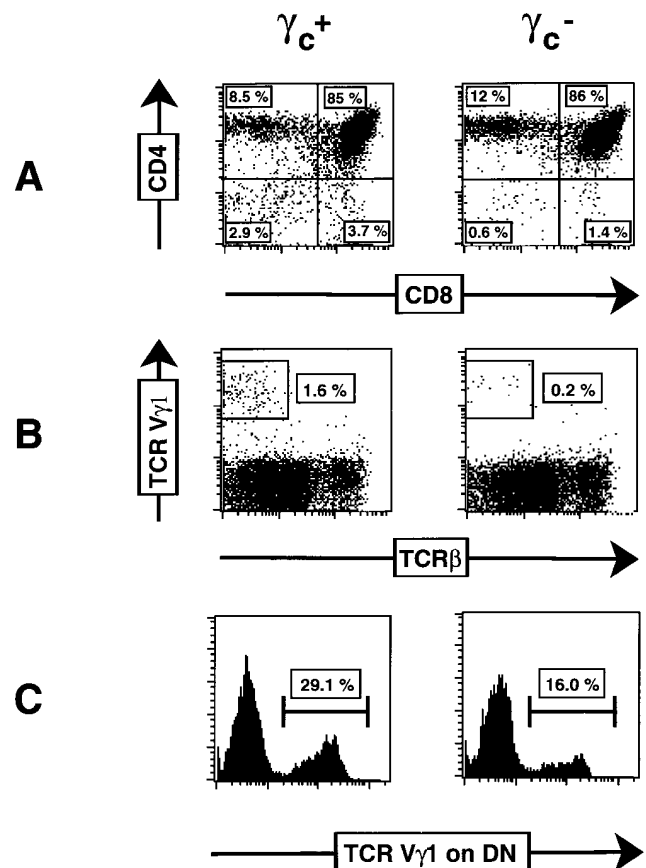 γc+ γc-
A
CD4
8.5 % 85 % 12 % 86 %
2.9 % 3.7 % 0.6 % 1.4 %
CD8
B
TCR Vγ1
1.6 % 0.2 %
TCRβ
C
29.1 % 16.0 %
TCR Vγ1 on DN